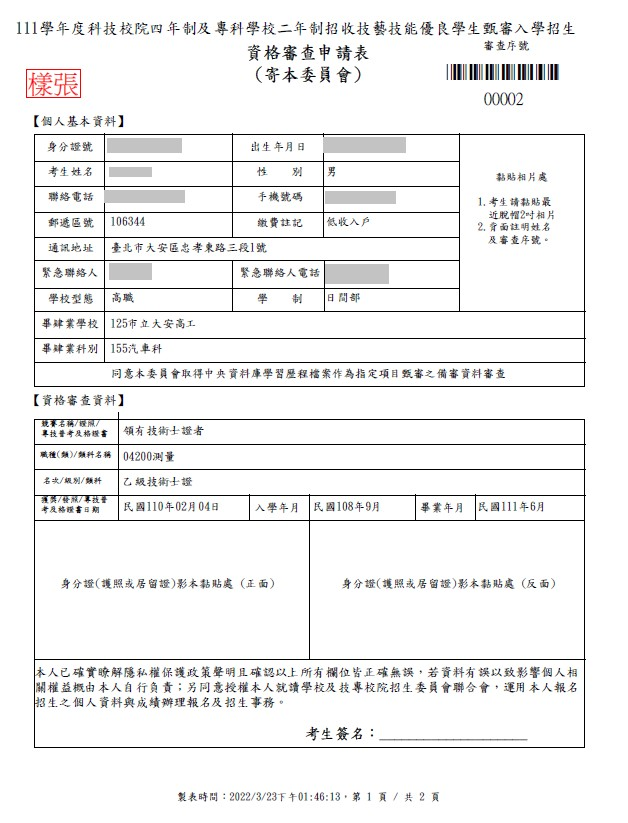 111學年度科技校院四年制及專科學校二年制招收技藝技能優良學生甄審入學招生
資格審查申請表
(寄本委員會)
審查序號
00002
樣張
【個人基本資料】
身分證號
出生年月日
考生姓名
性 別 男
聯絡電話
手機號碼
郵遞區號 106344 繳費註記 低收入戶
通訊地址 臺北市大安區忠孝東路三段1號
緊急聯絡人
緊急聯絡人電話
學校型態 高職 學 制 日間部
黏貼相片處
1.考生請黏貼最
近脫帽2吋相片
2.背面註明姓名
及審查序號。
畢肄業學校 125市立大安高工
畢肄業科別 155汽車科
同意本委員會取得中央資料庫學習歷程檔案作為指定項目甄審之備審資料審查
【資格審查資料】
競賽名稱/證照/
專技普考及格證書
領有技術士證者
職種(類)/類科名稱 04200測量
名次/級別/類科 乙級技術士證
獲獎/發照/專技普
考及格證書日期
民國110年02月04日 入學年月 民國108年9月 畢業年月 民國111年6月
身分證(護照或居留證)影本黏貼處 (正面)
身分證(護照或居留證)影本黏貼處 (反面)
本人已確實瞭解隱私權保護政策聲明且確認以上所有欄位皆正確無誤，若資料有誤以致影響個人相
關權益概由本人自行負責；另同意授權本人就讀學校及技專校院招生委員會聯合會，運用本人報名
招生之個人資料與成績辦理報名及招生事務。
考生簽名：____________________
製表時間：2022/3/23下午01:46:13，第 1 頁 / 共 2 頁